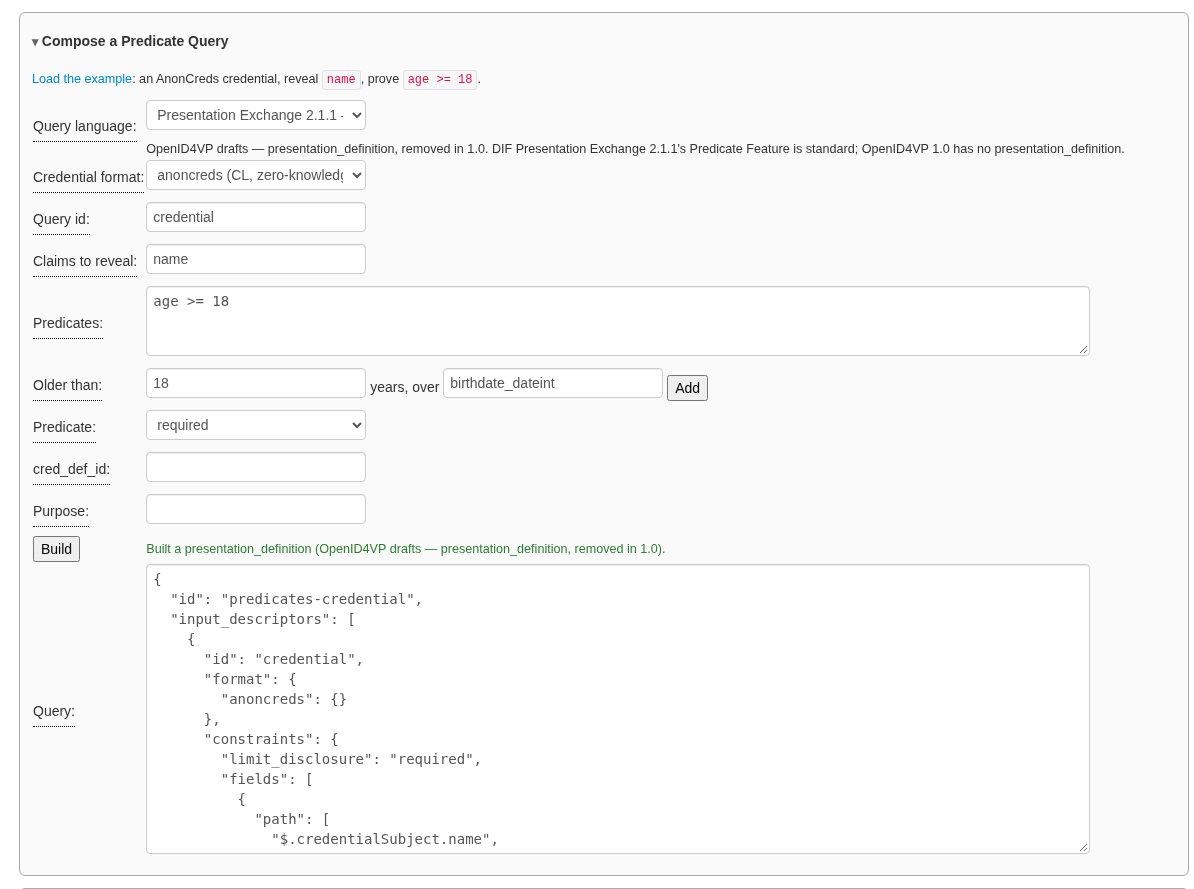 ▾ Compose a Predicate Query
Load the example: an AnonCreds credential, reveal name, prove age >= 18.
Query language: Presentation Exchange 2.1.1 -
OpenID4VP drafts — presentation_definition, removed in 1.0. DIF Presentation Exchange 2.1.1's Predicate Feature is standard; OpenID4VP 1.0 has no presentation_definition.
Credential format: anoncreds (CL, zero-knowledg
Query id: credential
Claims to reveal: name
Predicates: age >= 18
Older than: 18 years, over birthdate_dateint Add
Predicate: required
cred_def_id:
Purpose:
Build Built a presentation_definition (OpenID4VP drafts — presentation_definition, removed in 1.0).
Query:
{
  "id": "predicates-credential",
  "input_descriptors": [
    {
      "id": "credential",
      "format": {
        "anoncreds": {}
      },
      "constraints": {
        "limit_disclosure": "required",
        "fields": [
          {
            "path": [
              "$.credentialSubject.name",